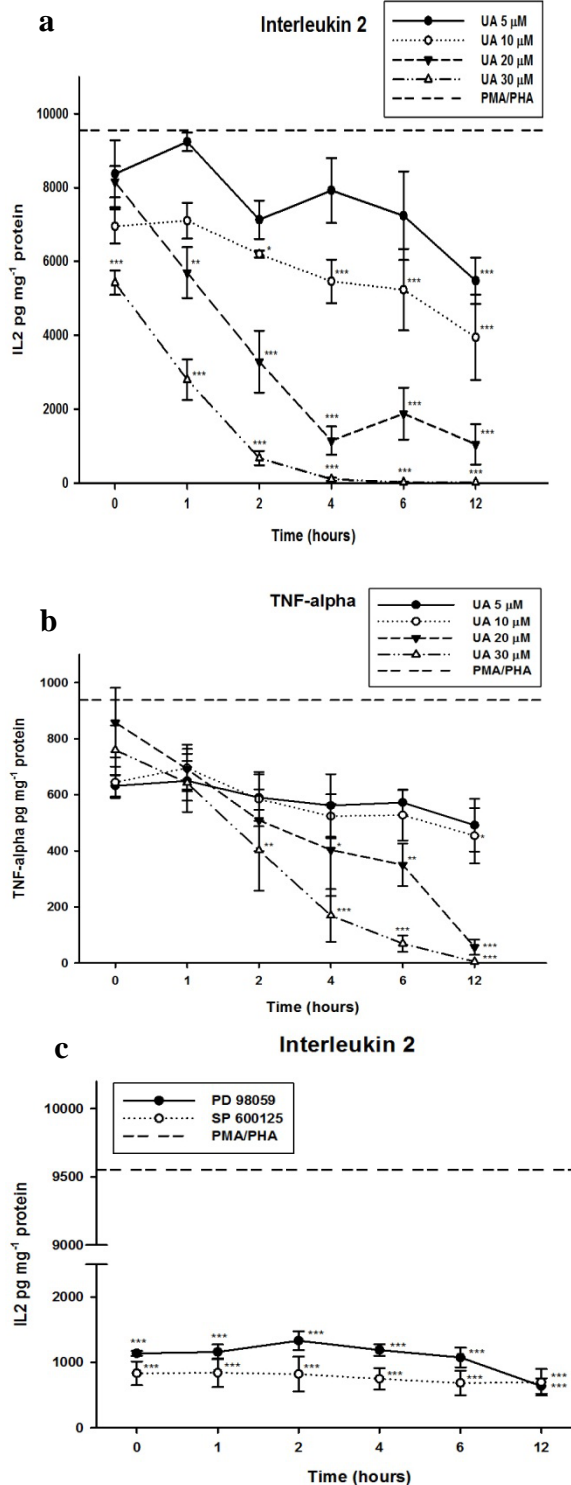 a
Interleukin 2
UA 5 μM
UA 10 μM
UA 20 μM
UA 30 μM
PMA/PHA
10000
8000
6000
4000
2000
0
IL2 pg mg⁻¹ protein
***
**
***
***
***
***
***
*
***
***
***
***
***
***
***
***
0 1 2 4 6 12
Time (hours)
b
TNF-alpha
UA 5 μM
UA 10 μM
UA 20 μM
UA 30 μM
PMA/PHA
1000
800
600
400
200
0
TNF-alpha pg mg⁻¹ protein
**
*
***
**
***
*
***
***
0 1 2 4 6 12
Time (hours)
c
Interleukin 2
PD 98059
SP 600125
PMA/PHA
10000
9500
9000
2000
1000
0
IL2 pg mg⁻¹ protein
*** *** *** *** *** ***
*** *** *** *** *** ***
0 1 2 4 6 12
Time (hours)